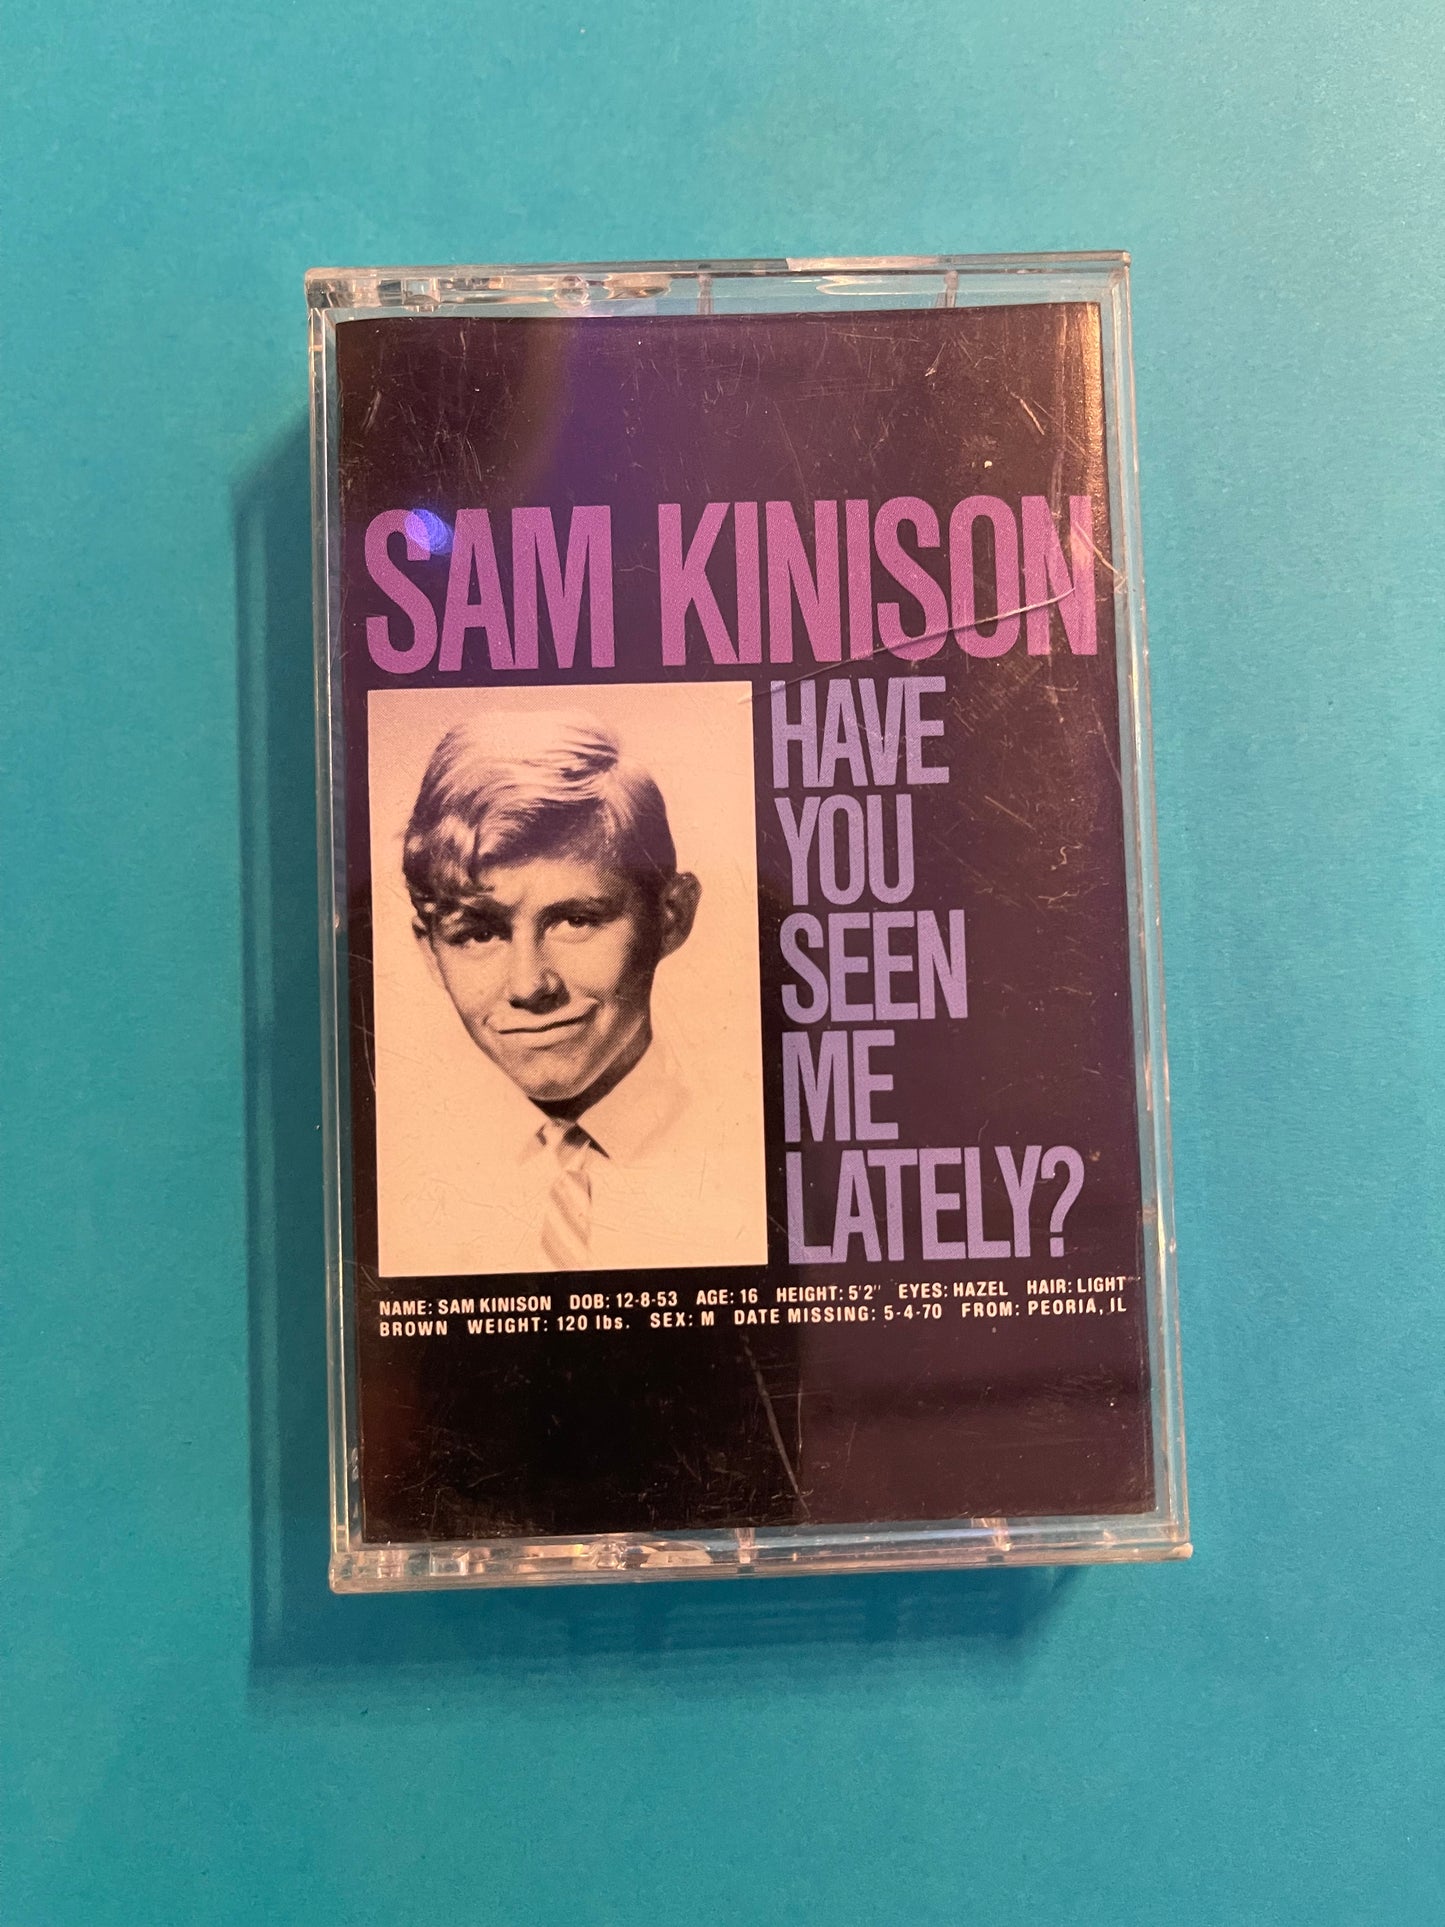 SAM KINISON
HAVE
YOU
SEEN
ME
LATELY?
NAME: SAM KINISON DOB: 12-8-53 AGE: 16 HEIGHT: 5'2" EYES: HAZEL HAIR: LIGHT
BROWN WEIGHT: 120 lbs. SEX: M DATE MISSING: 5-4-70 FROM: PEORIA, IL